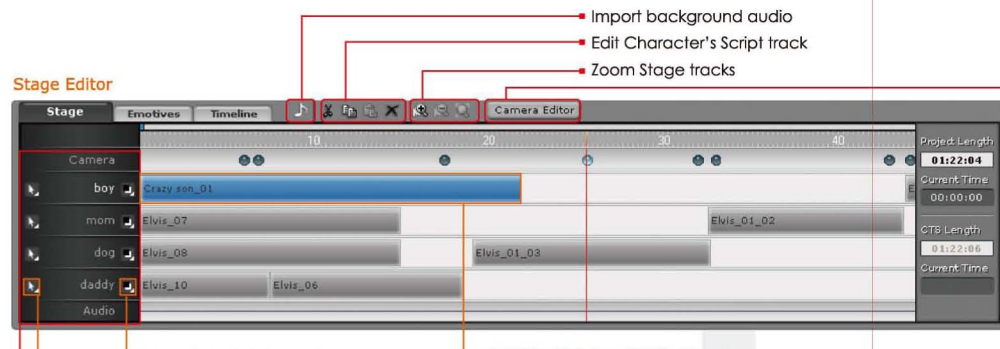 Import background audio
Edit Character's Script track
Zoom Stage tracks
Stage Editor
Stage Emotives Timeline Camera Editor
10 20 30 40 Project Length
Camera 01:22:04
boy Crazy son_01 E Current Time
00:00:00
mom Elvis_07 Elvis_01_02
CTS Length
dog Elvis_08 Elvis_01_03 01:22:06
Current Time
daddy Elvis_10 Elvis_06
Audio